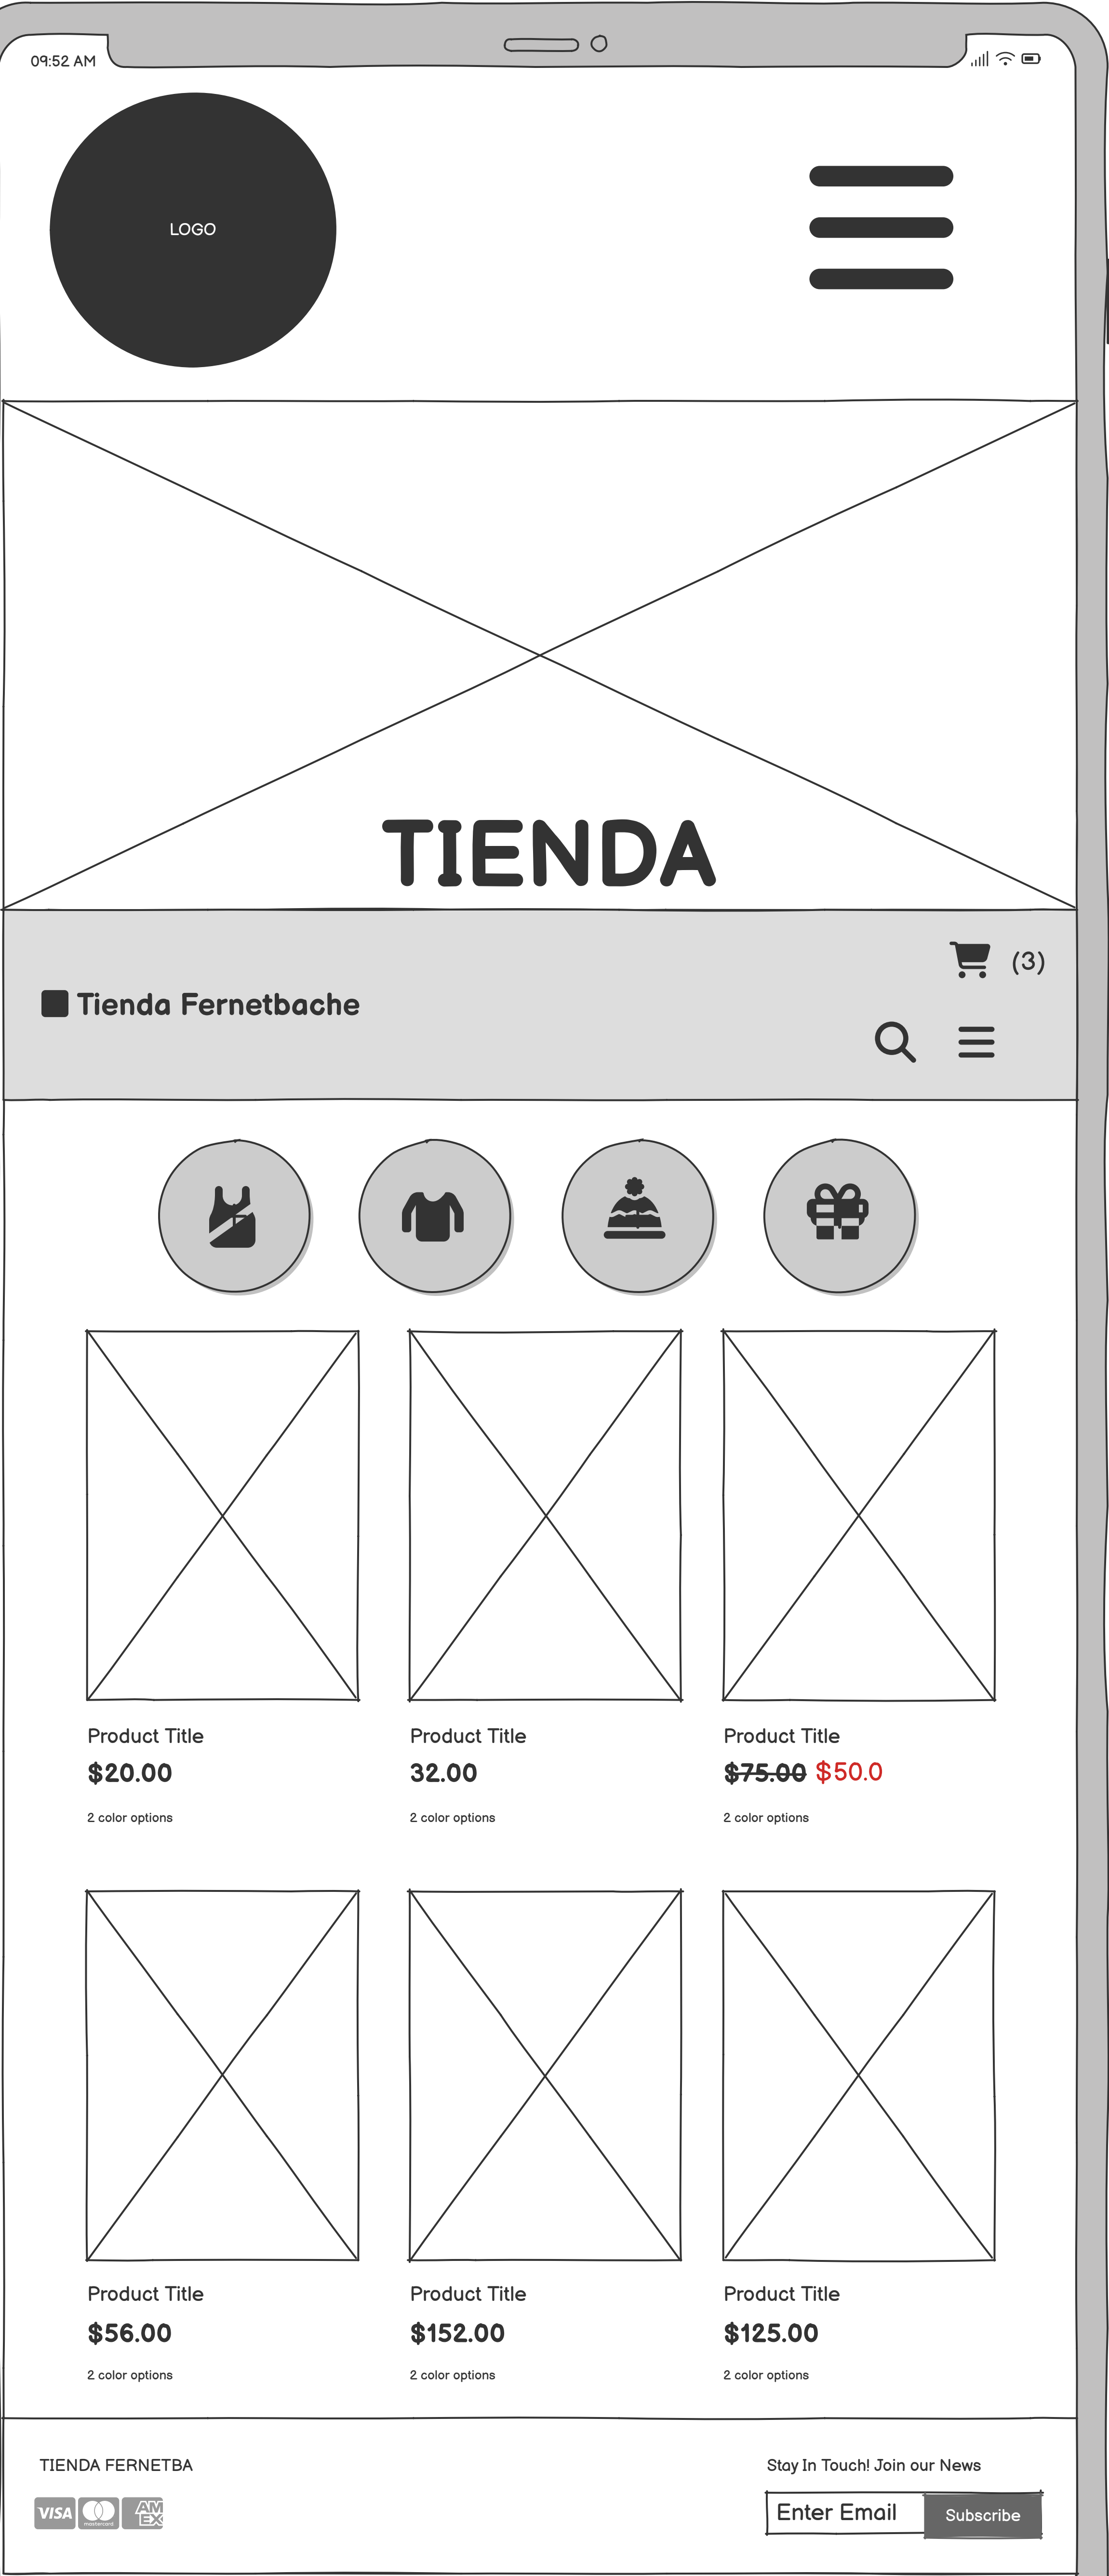 09:52 AM
LOGO
TIENDA
(3)
Tienda Fernetbache
Product Title Product Title Product Title
$20.00 32.00 $75.00 $50.0
2 color options 2 color options 2 color options
Product Title Product Title Product Title
$56.00 $152.00 $125.00
2 color options 2 color options 2 color options
TIENDA FERNETBA Stay In Touch! Join our News
VISA mastercard AM EX Enter Email Subscribe